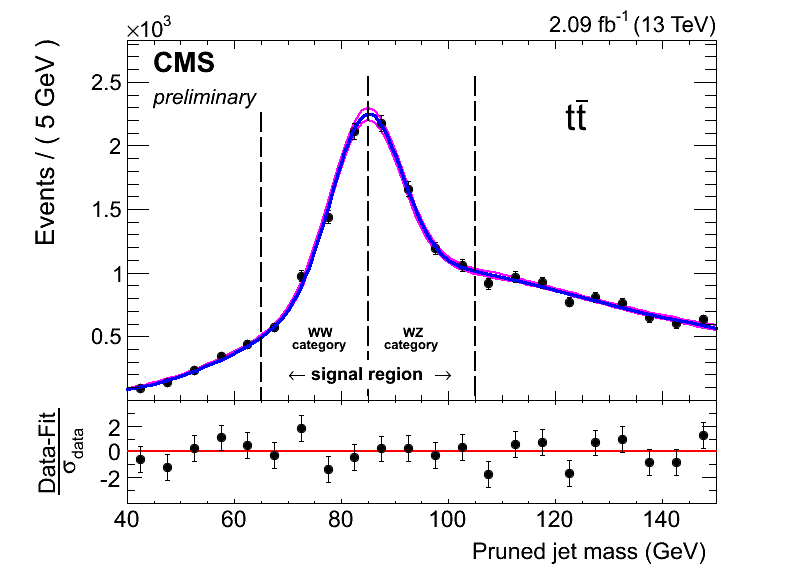 ×10³
2.09 fb⁻¹ (13 TeV)
CMS
preliminary
tt̄
Events / ( 5 GeV )
2.5
2
1.5
1
0.5
WW
category
WZ
category
← signal region →
Data-Fit
σdata
2
0
-2
40 60 80 100 120 140
Pruned jet mass (GeV)